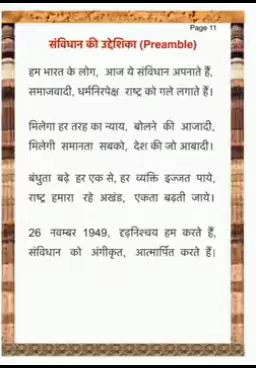 Page 11
संविधान की उद्देशिका (Preamble)
हम भारत के लोग, आज ये संविधान अपनाते हैं,
समाजवादी, धर्मनिरपेक्ष राष्ट्र को गले लगाते हैं।
मिलेगा हर तरह का न्याय, बोलने की आजादी,
मिलेगी समानता सबको, देश की जो आबादी।
बंधुता बढ़े हर एक से, हर व्यक्ति इज्जत पाये,
राष्ट्र हमारा रहे अखंड, एकता बढती जाये।
26 नवम्बर 1949, दृढ़निश्चय हम करते हैं,
संविधान को अंगीकृत, आत्मार्पित करते हैं।